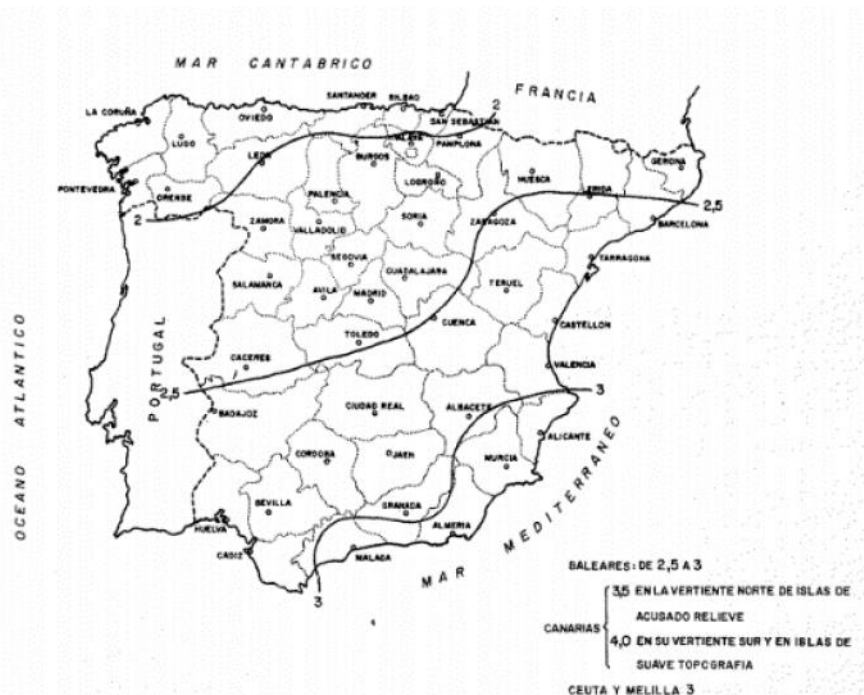 MAR CANTABRICO
FRANCIA
SANTANDER
BILBAO
SAN SEBASTIAN
2
LA CORUÑA
OVIEDO
LUGO
LEON
BURGOS
PAMPLONA
HUESCA
GERONA
LOGROÑO
PONTEVEDRA
ORENSE
PALENCIA
LERIDA
2,5
2
ZAMORA
VALLADOLID
SORIA
ZARAGOZA
BARCELONA
SEGOVIA
TARRAGONA
SALAMANCA
AVILA
MADRID
GUADALAJARA
TERUEL
OCEANO ATLANTICO
PORTUGAL
TOLEDO
CUENCA
CASTELLON
CACERES
VALENCIA
2,5
3
BADAJOZ
CIUDAD REAL
ALBACETE
ALICANTE
CORDOBA
JAEN
MURCIA
SEVILLA
GRANADA
HUELVA
ALMERIA
CADIZ
MALAGA
MAR MEDITERRANEO
3
BALEARES: DE 2,5 A 3
CANARIAS
3,5 EN LA VERTIENTE NORTE DE ISLAS DE
ACUSADO RELIEVE
4,0 EN SU VERTIENTE SUR Y EN ISLAS DE
SUAVE TOPOGRAFIA
CEUTA Y MELILLA 3